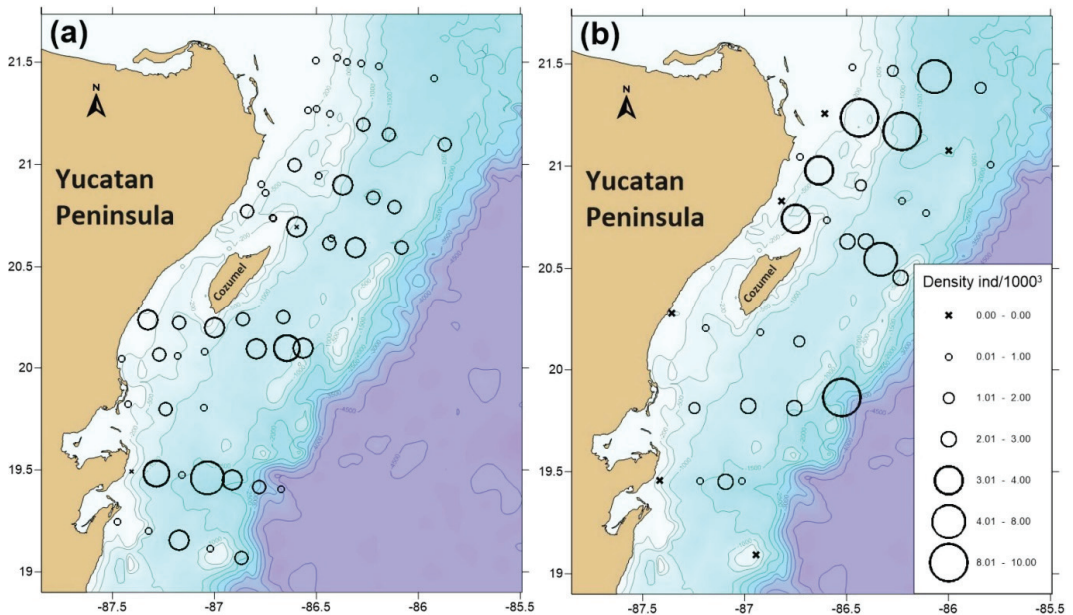 (a)
N
Yucatan
Peninsula
Cozumel
21.5
21
20.5
20
19.5
19
-87.5
-87
-86.5
-86
-85.5
(b)
N
Yucatan
Peninsula
Cozumel
21.5
21
20.5
20
19.5
19
-87.5
-87
-86.5
-86
-85.5
Density ind/1000³
0.00 - 0.00
0.01 - 1.00
1.01 - 2.00
2.01 - 3.00
3.01 - 4.00
4.01 - 8.00
8.01 - 10.00